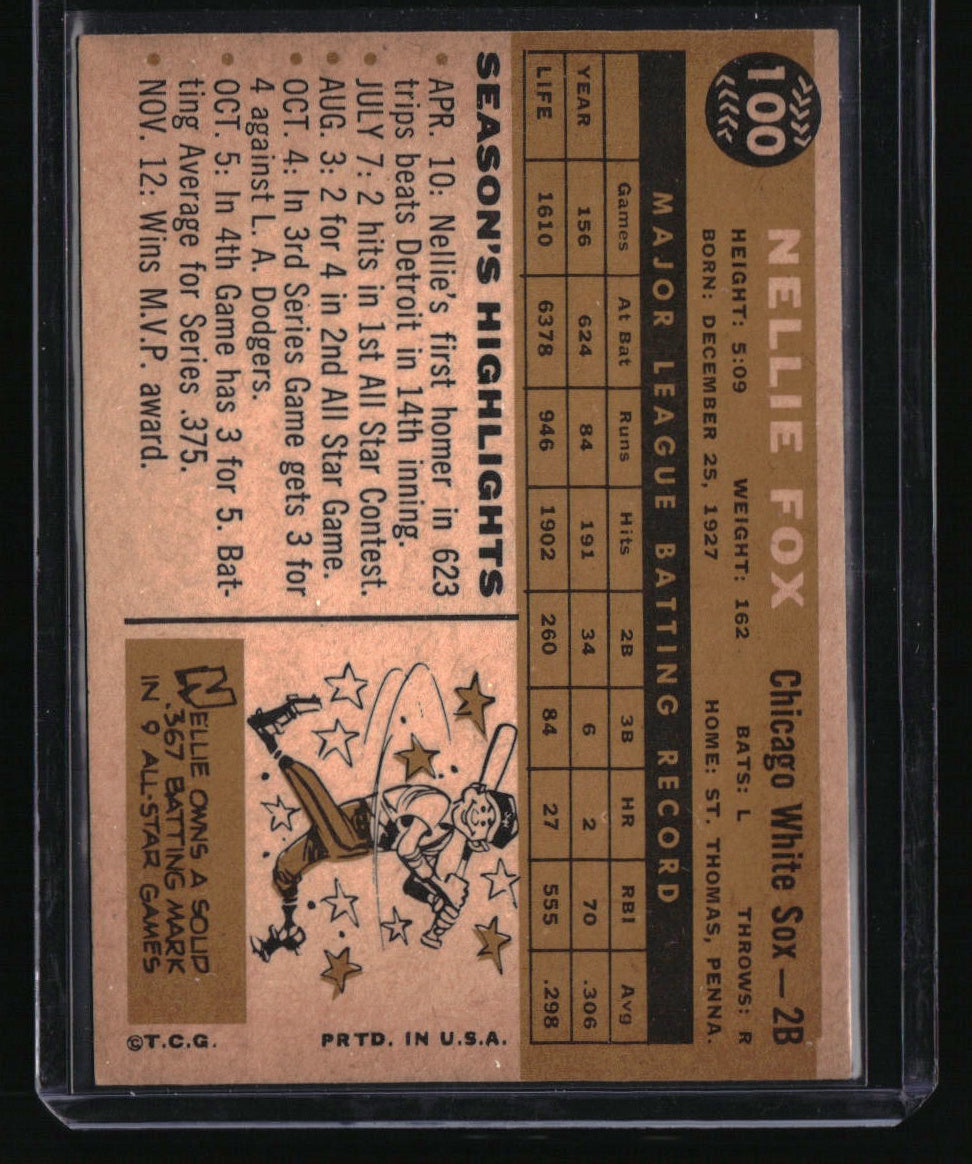 100
NELLIE FOX
Chicago White Sox—2B
HEIGHT: 5:09 WEIGHT: 162 BATS: L THROWS: R
BORN: DECEMBER 25, 1927 HOME: ST. THOMAS, PENNA.
MAJOR LEAGUE BATTING RECORD
Games At Bat Runs Hits 2B 3B HR RBI Avg
YEAR 156 624 84 191 34 6 2 70 .306
LIFE 1610 6378 946 1902 260 84 27 555 .298
SEASON'S HIGHLIGHTS
• APR. 10: Nellie's first homer in 623
trips beats Detroit in 14th inning.
• JULY 7: 2 hits in 1st All Star Contest.
• AUG. 3: 2 for 4 in 2nd All Star Game.
• OCT. 4: In 3rd Series Game gets 3 for
4 against L. A. Dodgers.
• OCT. 5: In 4th Game has 3 for 5. Bat-
ting Average for Series .375.
• NOV. 12: Wins M.V.P. award.
NELLIE OWNS A SOLID
.367 BATTING MARK
IN 9 ALL-STAR GAMES
PRTD. IN U.S.A.
©T.C.G.